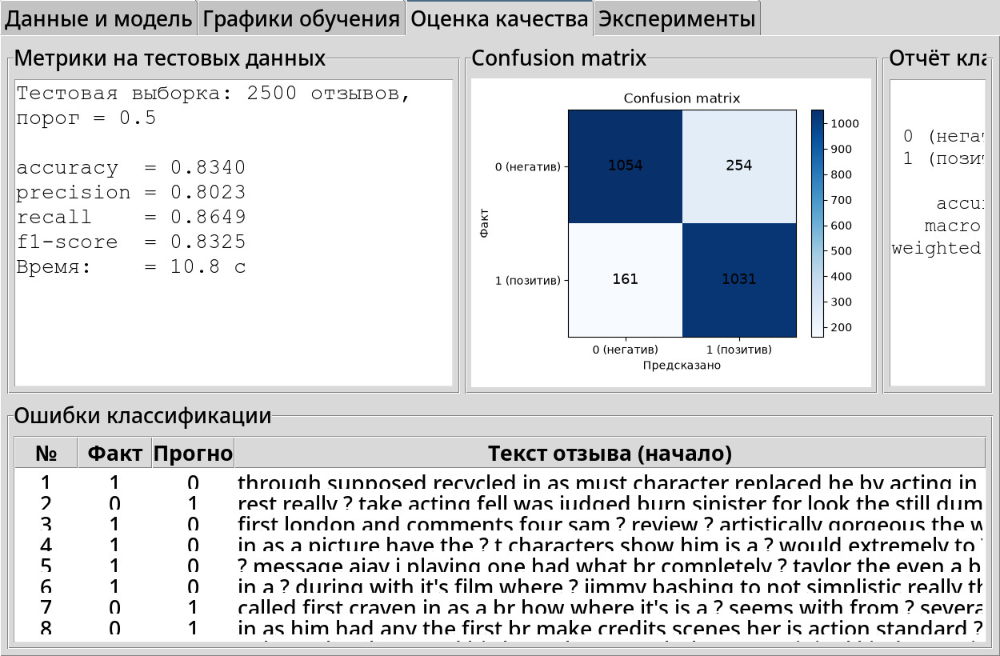 Данные и модель Графики обучения Оценка качества Эксперименты
Метрики на тестовых данных
Тестовая выборка: 2500 отзывов,
порог = 0.5
accuracy = 0.8340
precision = 0.8023
recall = 0.8649
f1-score = 0.8325
Время: = 10.8 с
Confusion matrix
Confusion matrix
1054 254
161 1031
0 (негатив)
1 (позитив)
Факт
0 (негатив) 1 (позитив)
Предсказано
1000
900
800
700
600
500
400
300
200
Отчёт кла
0 (нега
1 (пози
accu
macro
weighted
Ошибки классификации
№ Факт Прогно Текст отзыва (начало)
1 1 0 through supposed recycled in as must character replaced he by acting in
2 0 1 rest really ? take acting fell was judged burn sinister for look the still dum
3 1 0 first london and comments four sam ? review ? artistically gorgeous the w
4 1 0 in as a picture have the ? t characters show him is a ? would extremely to
5 1 0 ? message ajay i playing one had what br completely ? taylor the even a b
6 1 0 in a ? during with it's film where ? jimmy bashing to not simplistic really th
7 0 1 called first craven in as a br how where it's is a ? seems with from ? severa
8 0 1 in as him had any the first br make credits scenes her is action standard ?